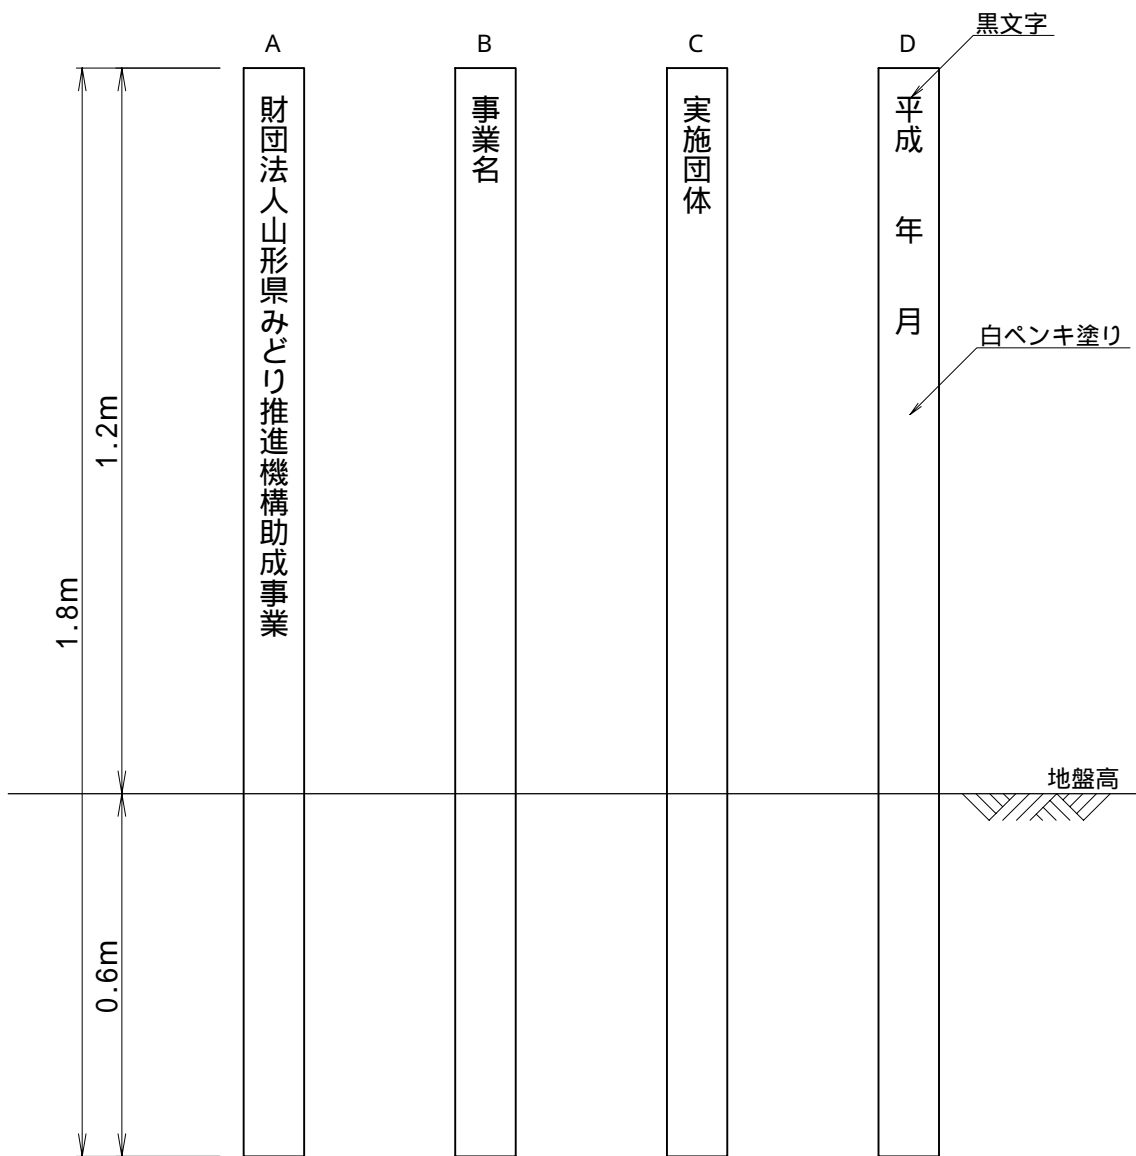 A
B
C
D
黒文字
財団法人山形県みどり推進機構助成事業
事業名
実施団体
平成　年　月
白ペンキ塗り
1.2m
1.8m
地盤高
0.6m